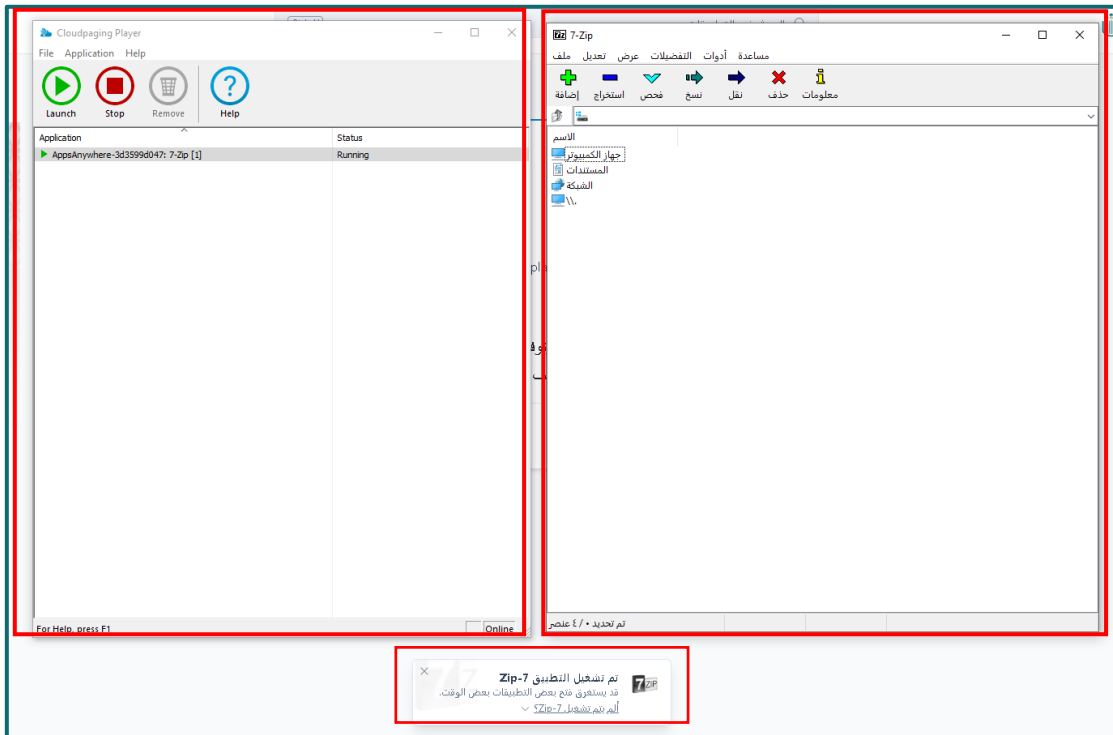 Cloudpaging Player
File Application Help
Launch Stop Remove Help
Application Status
AppsAnywhere-3d3599d047: 7-Zip [1] Running
For Help, press F1 Online
7-Zip
ملف تعديل عرض التفضيلات أدوات مساعدة
إضافة استخراج فحص نسخ نقل حذف معلومات
الاسم
جهاز الكمبيوتر
المستندات
الشبكة
\\.
تم تحديد ٠ / ٤ عنصر
تم تشغيل التطبيق 7-Zip
قد يستغرق فتح بعض التطبيقات بعض الوقت.
ألم يتم تشغيل 7-Zip؟
7ZIP